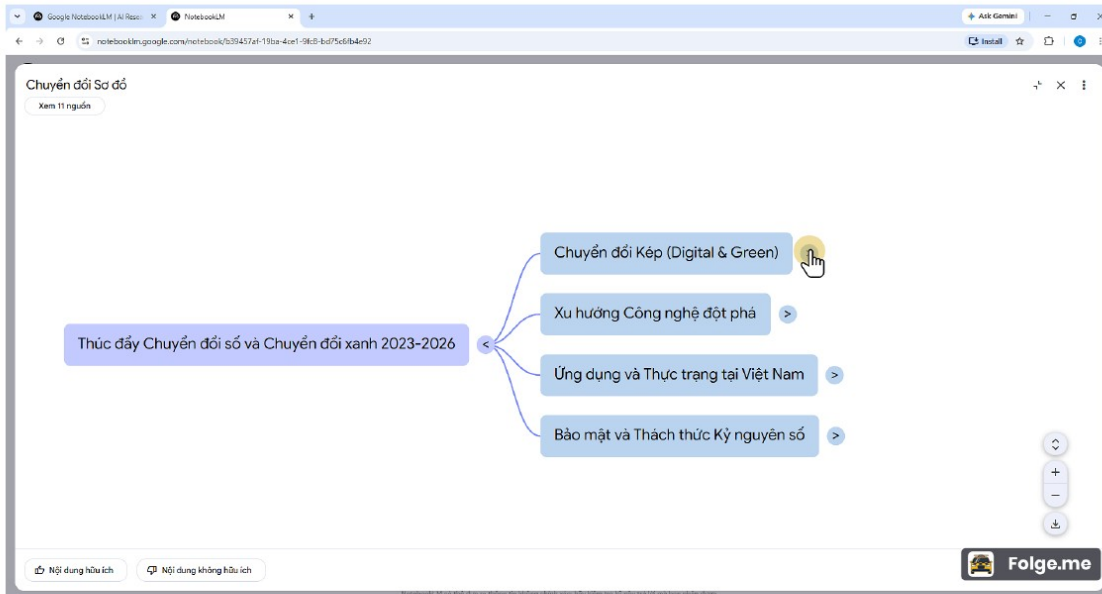 Google NotebookLM | AI Resea
NotebookLM
Ask Gemini
notebooklm.google.com/notebook/b39457af-19ba-4ce1-9fc8-bd75c6fb4e92
Install
Chuyển đổi Sơ đồ
Xem 11 nguồn
Chuyển đổi Kép (Digital & Green)
Xu hướng Công nghệ đột phá
>
Thúc đẩy Chuyển đổi số và Chuyển đổi xanh 2023-2026
<
Ứng dụng và Thực trạng tại Việt Nam
>
Bảo mật và Thách thức Kỷ nguyên số
>
Nội dung hữu ích
Nội dung không hữu ích
Folge.me